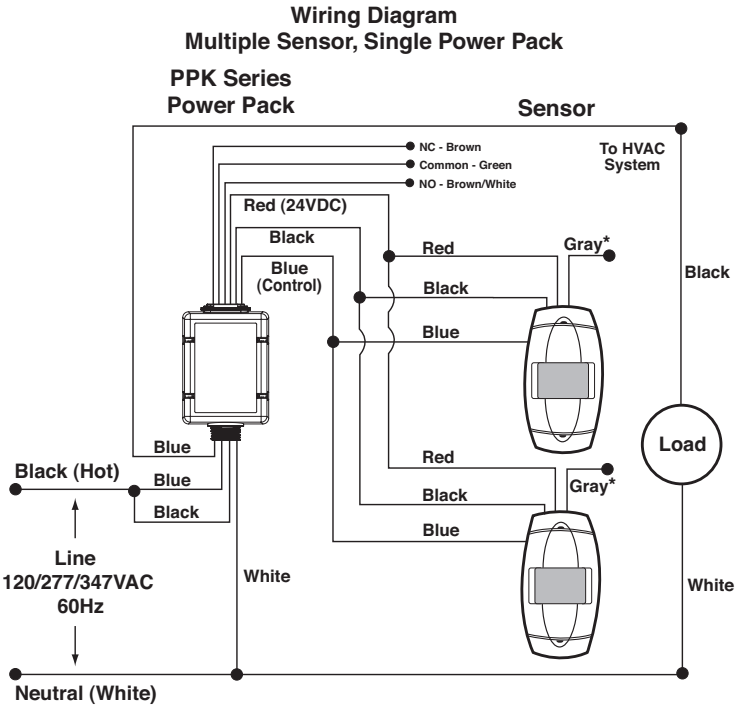 Wiring Diagram
Multiple Sensor, Single Power Pack
PPK Series
Power Pack
Sensor
NC - Brown
Common - Green
NO - Brown/White
To HVAC
System
Red (24VDC)
Black
Blue
(Control)
Red
Gray*
Black
Blue
Black
Load
Blue
Black (Hot)
Blue
Black
Red
Gray*
Black
Blue
Line
120/277/347VAC
60Hz
White
White
Neutral (White)